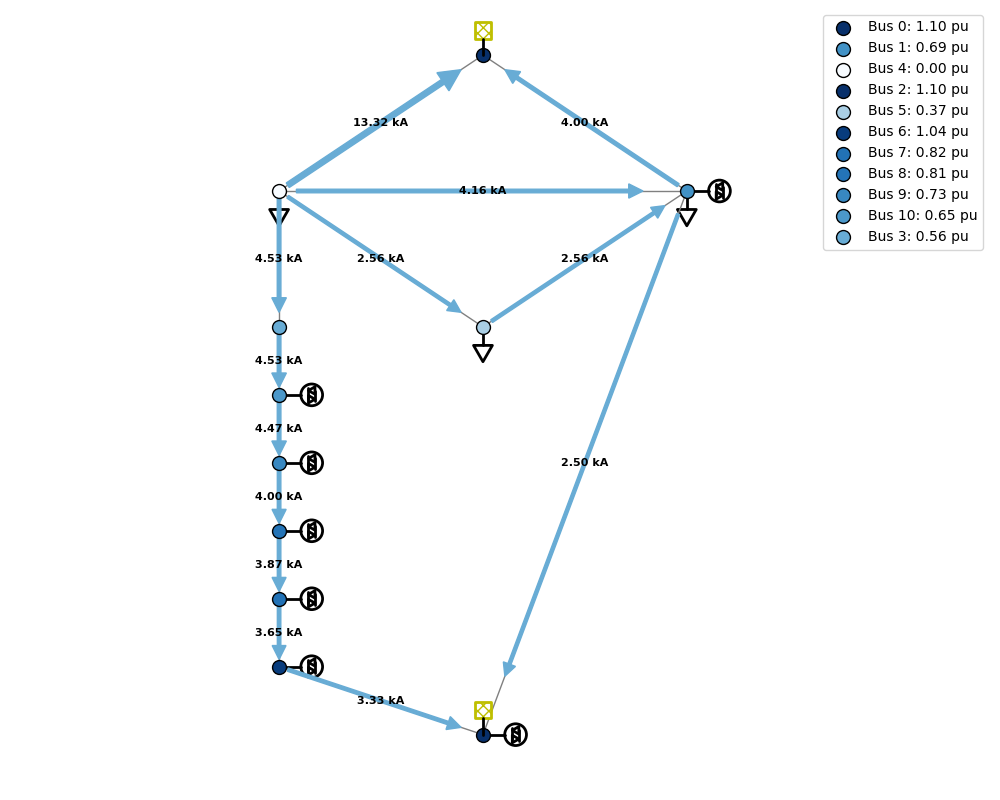 Bus 0: 1.10 pu
Bus 1: 0.69 pu
Bus 4: 0.00 pu
Bus 2: 1.10 pu
Bus 5: 0.37 pu
Bus 6: 1.04 pu
Bus 7: 0.82 pu
Bus 8: 0.81 pu
Bus 9: 0.73 pu
Bus 10: 0.65 pu
Bus 3: 0.56 pu
13.32 kA
4.00 kA
4.16 kA
4.53 kA
2.56 kA
2.56 kA
4.53 kA
4.47 kA
2.50 kA
4.00 kA
3.87 kA
3.65 kA
3.33 kA